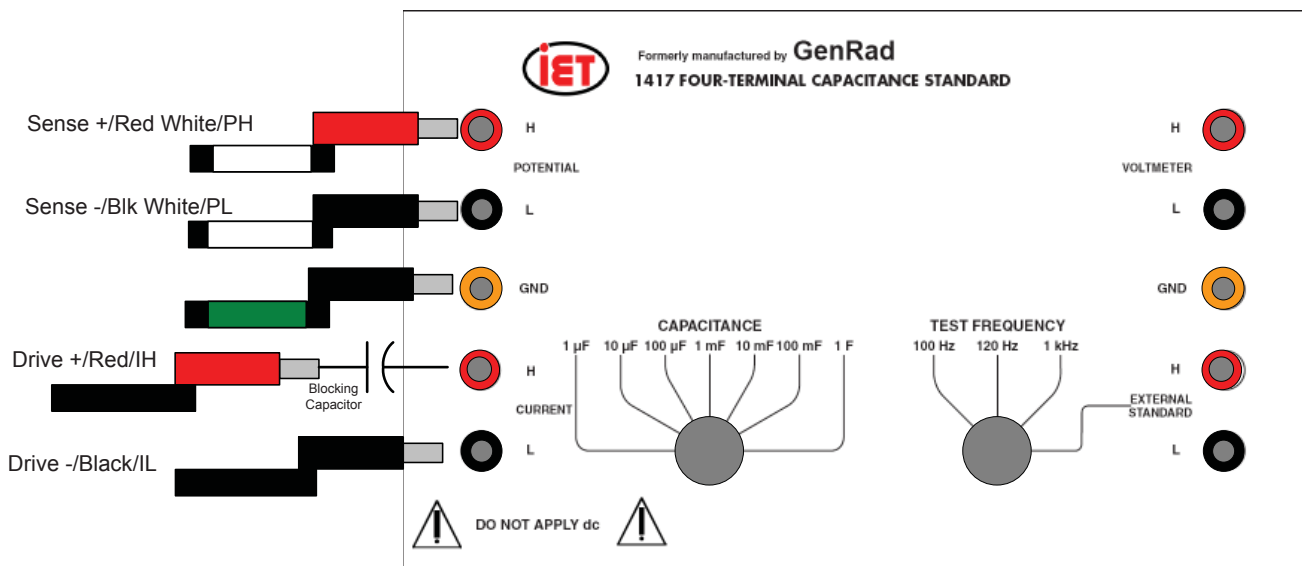 iET
Formerly manufactured by GenRad
1417 FOUR-TERMINAL CAPACITANCE STANDARD
Sense +/Red White/PH
H
H
POTENTIAL
VOLTMETER
Sense -/Blk White/PL
L
L
GND
GND
CAPACITANCE
TEST FREQUENCY
1 µF 10 µF 100 µF 1 mF 10 mF 100 mF 1 F
100 Hz 120 Hz 1 kHz
Drive +/Red/IH
H
H
Blocking
Capacitor
CURRENT
EXTERNAL
STANDARD
Drive -/Black/IL
L
L
! DO NOT APPLY dc !